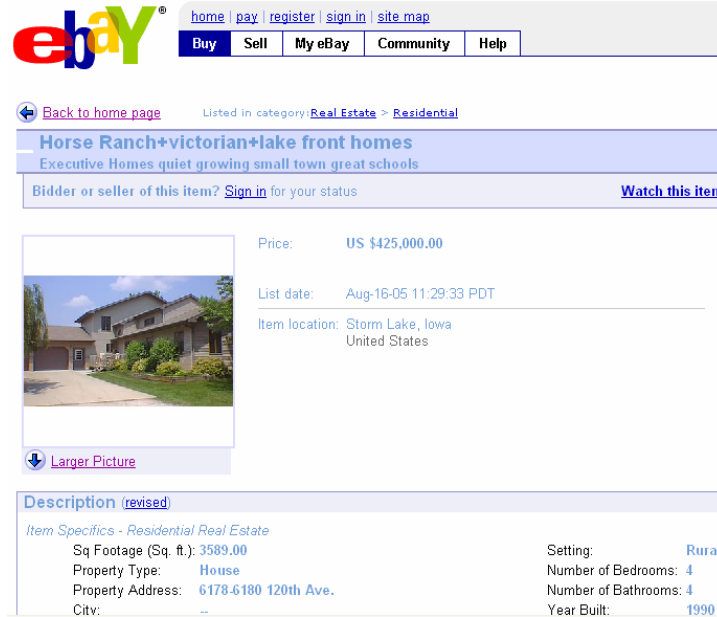 ebaY®
home | pay | register | sign in | site map
Buy Sell My eBay Community Help
Back to home page Listed in category: Real Estate > Residential
Horse Ranch+victorian+lake front homes
Executive Homes quiet growing small town great schools
Bidder or seller of this item? Sign in for your status Watch this item
Price: US $425,000.00
List date: Aug-16-05 11:29:33 PDT
Item location: Storm Lake, Iowa
United States
Larger Picture
Description (revised)
Item Specifics - Residential Real Estate
Sq Footage (Sq. ft.): 3589.00 Setting: Rura
Property Type: House Number of Bedrooms: 4
Property Address: 6178-6180 120th Ave. Number of Bathrooms: 4
City: -- Year Built: 1990